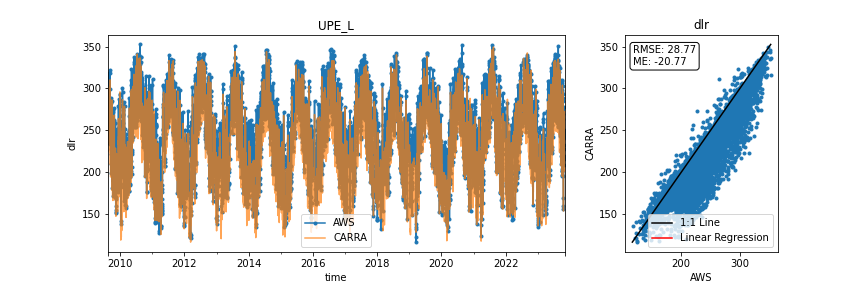 UPE_L
dlr
350
300
250
200
150
2010
2012
2014
2016
2018
2020
2022
time
AWS
CARRA
dlr
RMSE: 28.77
ME: -20.77
CARRA
350
300
250
200
150
200
300
AWS
1:1 Line
Linear Regression